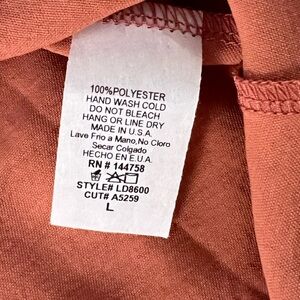 100%POLYESTER
HAND WASH COLD
DO NOT BLEACH
HANG OR LINE DRY
MADE IN U.S.A.
Lave Frio a Mano,No Cloro
Secar Colgado
HECHO EN E.U.A.
RN # 144758
STYLE# LD8600
CUT# A5259
L